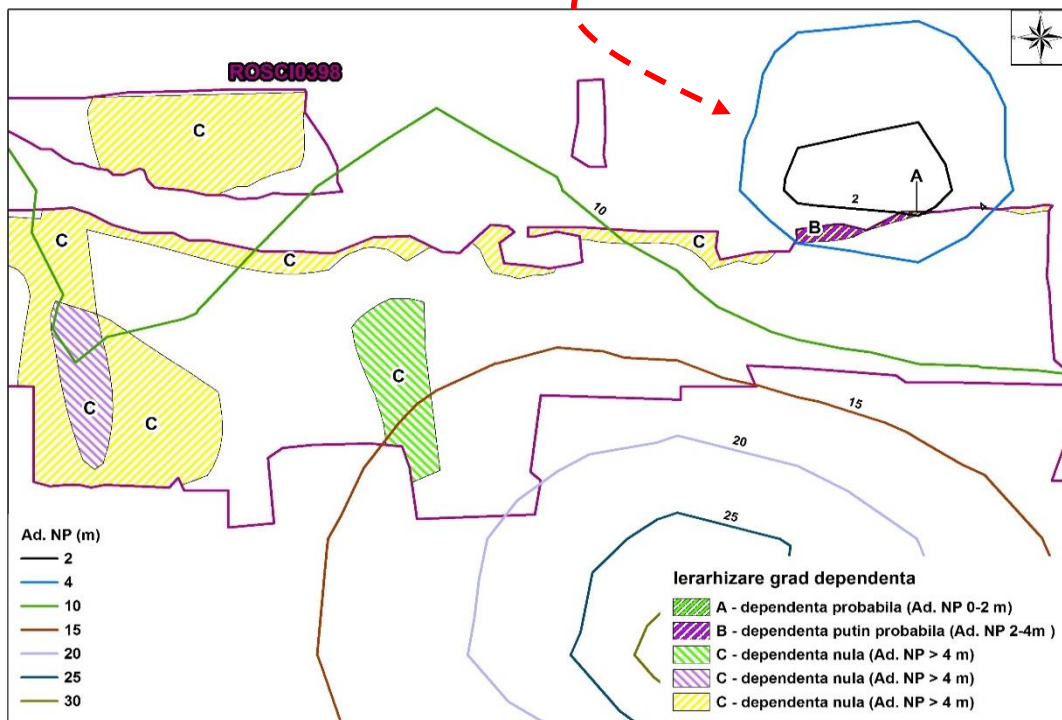 ROSCI0398
C
A
2
4
10
B
C
C
C
C
C
C
15
20
25
Ad. NP (m)
2
4
10
15
20
25
30
Ierarhizare grad dependenta
A - dependenta probabila (Ad. NP 0-2 m)
B - dependenta putin probabila (Ad. NP 2-4m )
C - dependenta nula (Ad. NP > 4 m)
C - dependenta nula (Ad. NP > 4 m)
C - dependenta nula (Ad. NP > 4 m)